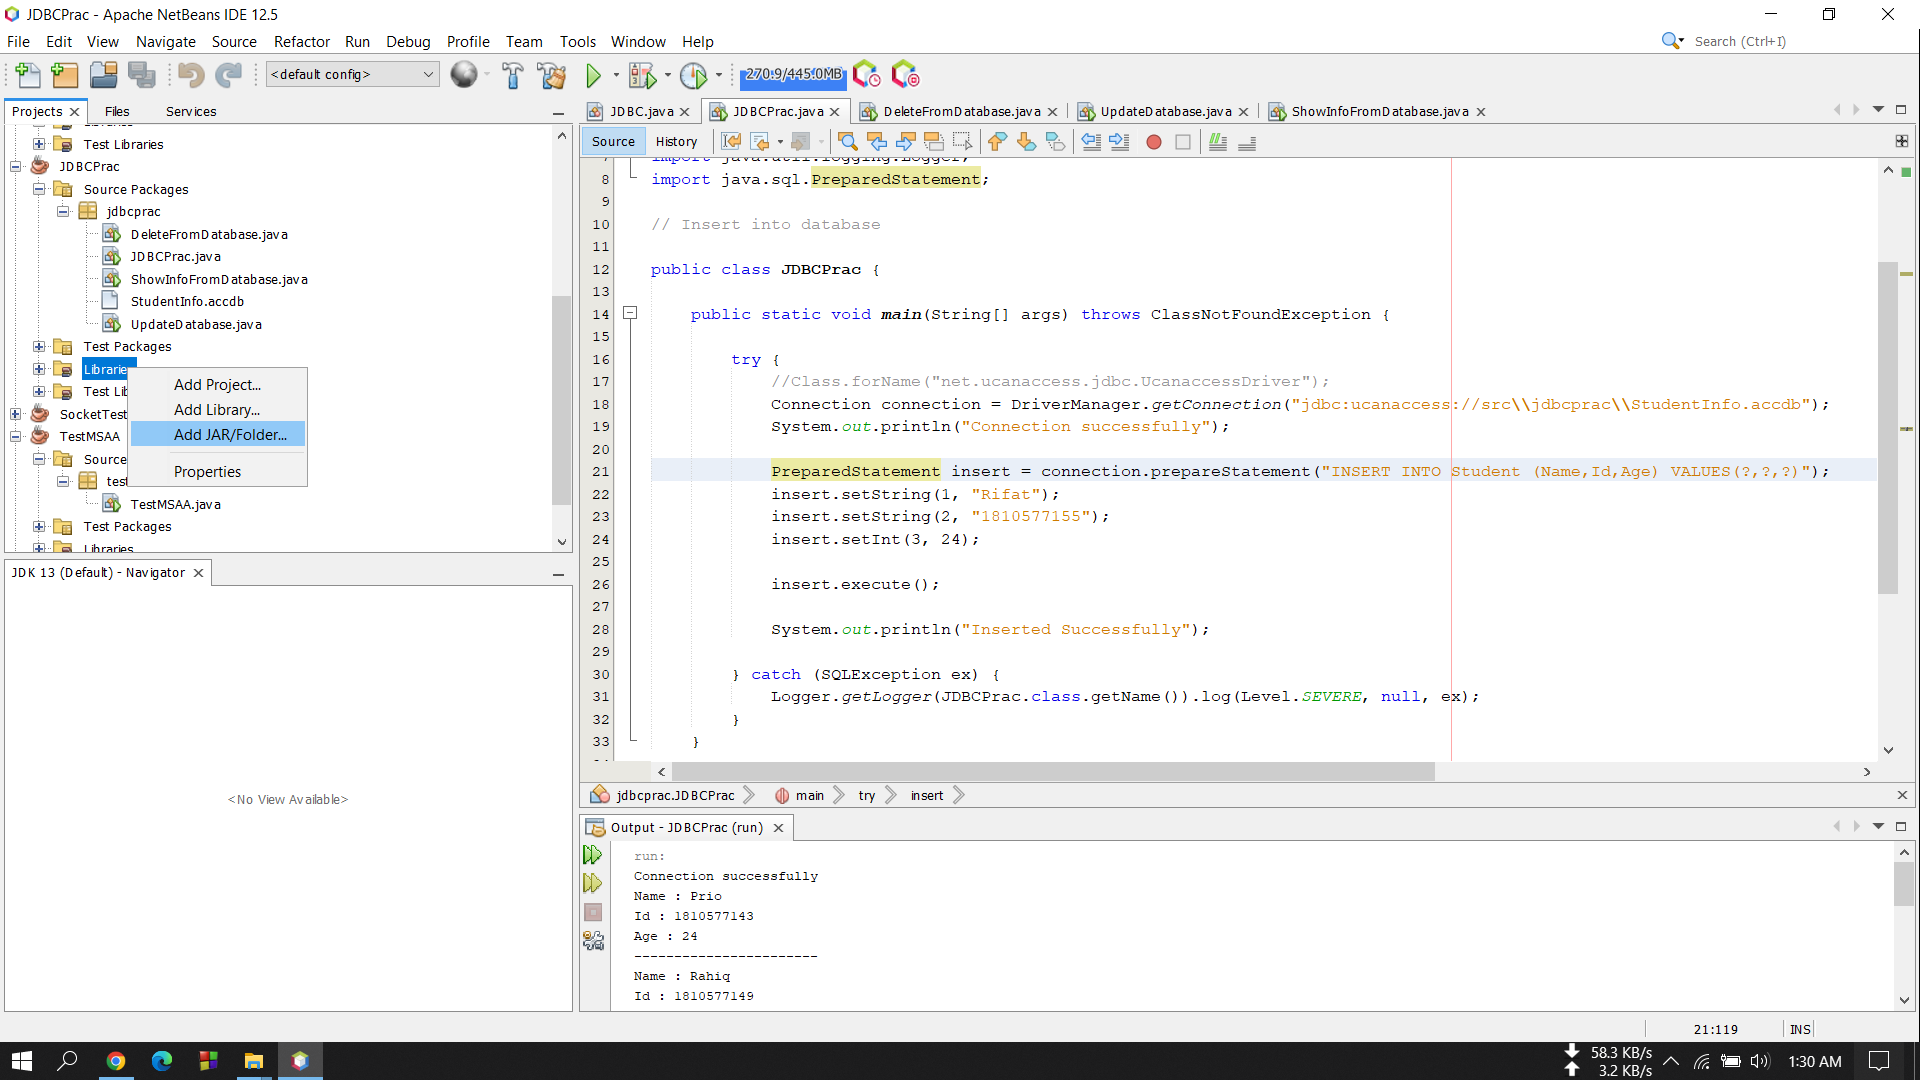 JDBCPrac - Apache NetBeans IDE 12.5
File Edit View Navigate Source Refactor Run Debug Profile Team Tools Window Help
Search (Ctrl+I)
<default config>
270.9/445.0MB
Projects Files Services
JDBC.java JDBCPrac.java DeleteFromDatabase.java UpdateDatabase.java ShowInfoFromDatabase.java
Source History
Libraries
Test Libraries
JDBCPrac
Source Packages
jdbcprac
DeleteFromDatabase.java
JDBCPrac.java
ShowInfoFromDatabase.java
StudentInfo.accdb
UpdateDatabase.java
Test Packages
Librarie
Test Lib
SocketTest
TestMSAA
Source
test
TestMSAA.java
Test Packages
Libraries
Add Project...
Add Library...
Add JAR/Folder...
Properties
JDK 13 (Default) - Navigator
<No View Available>
7 import java.util.logging.Logger;
8 import java.sql.PreparedStatement;
9
10 // Insert into database
11
12 public class JDBCPrac {
13
14 public static void main(String[] args) throws ClassNotFoundException {
15
16 try {
17 //Class.forName("net.ucanaccess.jdbc.UcanaccessDriver");
18 Connection connection = DriverManager.getConnection("jdbc:ucanaccess://src\\jdbcprac\\StudentInfo.accdb");
19 System.out.println("Connection successfully");
20
21 PreparedStatement insert = connection.prepareStatement("INSERT INTO Student (Name,Id,Age) VALUES(?,?,?)");
22 insert.setString(1, "Rifat");
23 insert.setString(2, "1810577155");
24 insert.setInt(3, 24);
25
26 insert.execute();
27
28 System.out.println("Inserted Successfully");
29
30 } catch (SQLException ex) {
31 Logger.getLogger(JDBCPrac.class.getName()).log(Level.SEVERE, null, ex);
32 }
33 }
jdbcprac.JDBCPrac main try insert
Output - JDBCPrac (run)
run:
Connection successfully
Name : Prio
Id : 1810577143
Age : 24
-----------------------
Name : Rahiq
Id : 1810577149
21:119 INS
58.3 KB/s
3.2 KB/s
1:30 AM